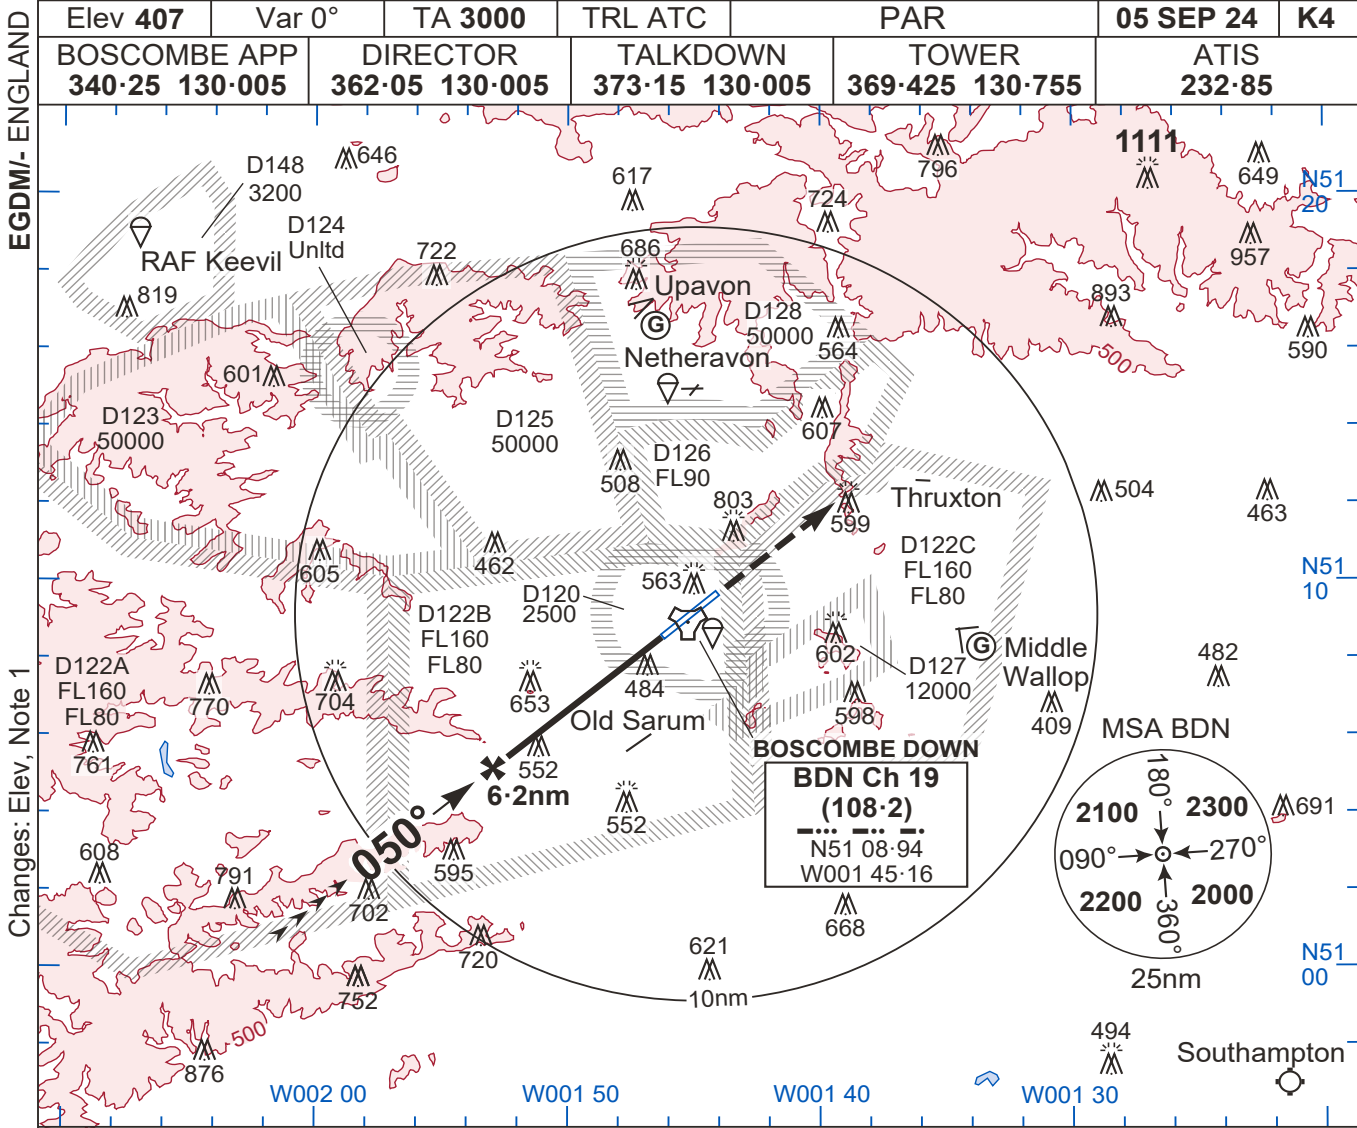 Elev 407
Var 0°
TA 3000
TRL ATC
PAR
05 SEP 24
K4
BOSCOMBE APP
340·25 130·005
DIRECTOR
362·05 130·005
TALKDOWN
373·15 130·005
TOWER
369·425 130·755
ATIS
232·85
EGDM/- ENGLAND
Changes: Elev, Note 1
D148
3200
646
617
796
1111
649
N51
20
724
D124
Unltd
RAF Keevil
722
686
957
819
Upavon
893
D128
50000
G
564
590
Netheravon
500
601
D123
50000
D125
50000
607
D126
FL90
508
803
Thruxton
504
463
599
462
605
D122C
FL160
FL80
N51
10
563
D120
2500
D122B
FL160
FL80
602
G
Middle
Wallop
D122A
FL160
FL80
D127
12000
482
770
704
653
484
598
409
Old Sarum
MSA BDN
761
552
BOSCOMBE DOWN
BDN Ch 19
(108·2)
N51 08·94
W001 45·16
6·2nm
552
180°
2100
2300
691
090°
270°
2200
2000
360°
25nm
050°
608
595
791
702
668
720
621
N51
00
752
10nm
500
876
494
Southampton
W002 00
W001 50
W001 40
W001 30